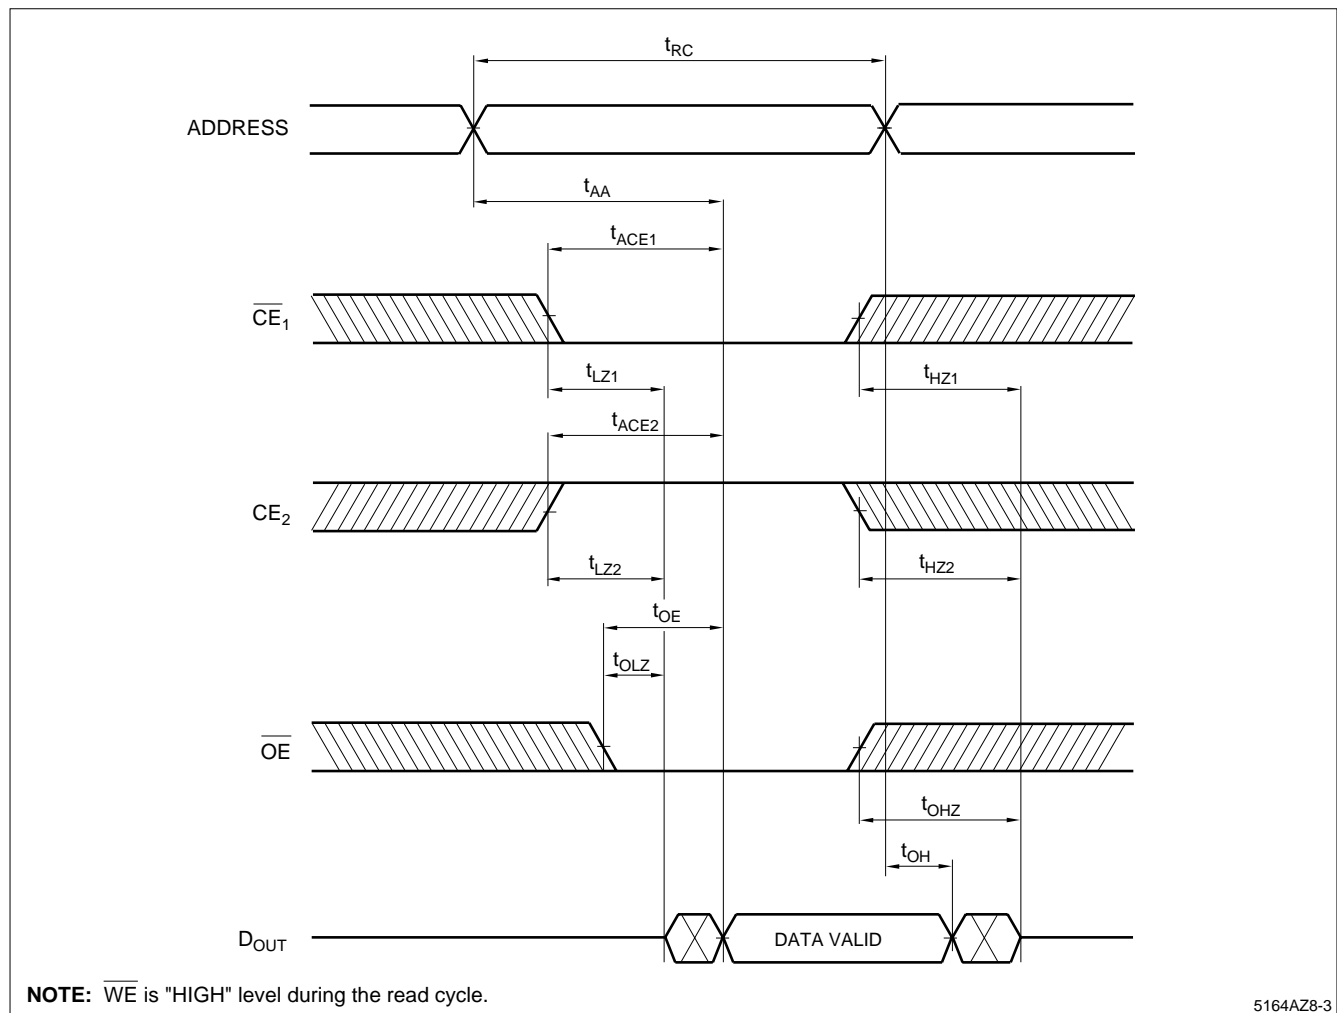 tRC
ADDRESS
tAA
tACE1
CE1
tLZ1
tHZ1
tACE2
CE2
tLZ2
tHZ2
tOE
tOLZ
OE
tOHZ
tOH
DOUT
DATA VALID
NOTE: WE is "HIGH" level during the read cycle.
5164AZ8-3